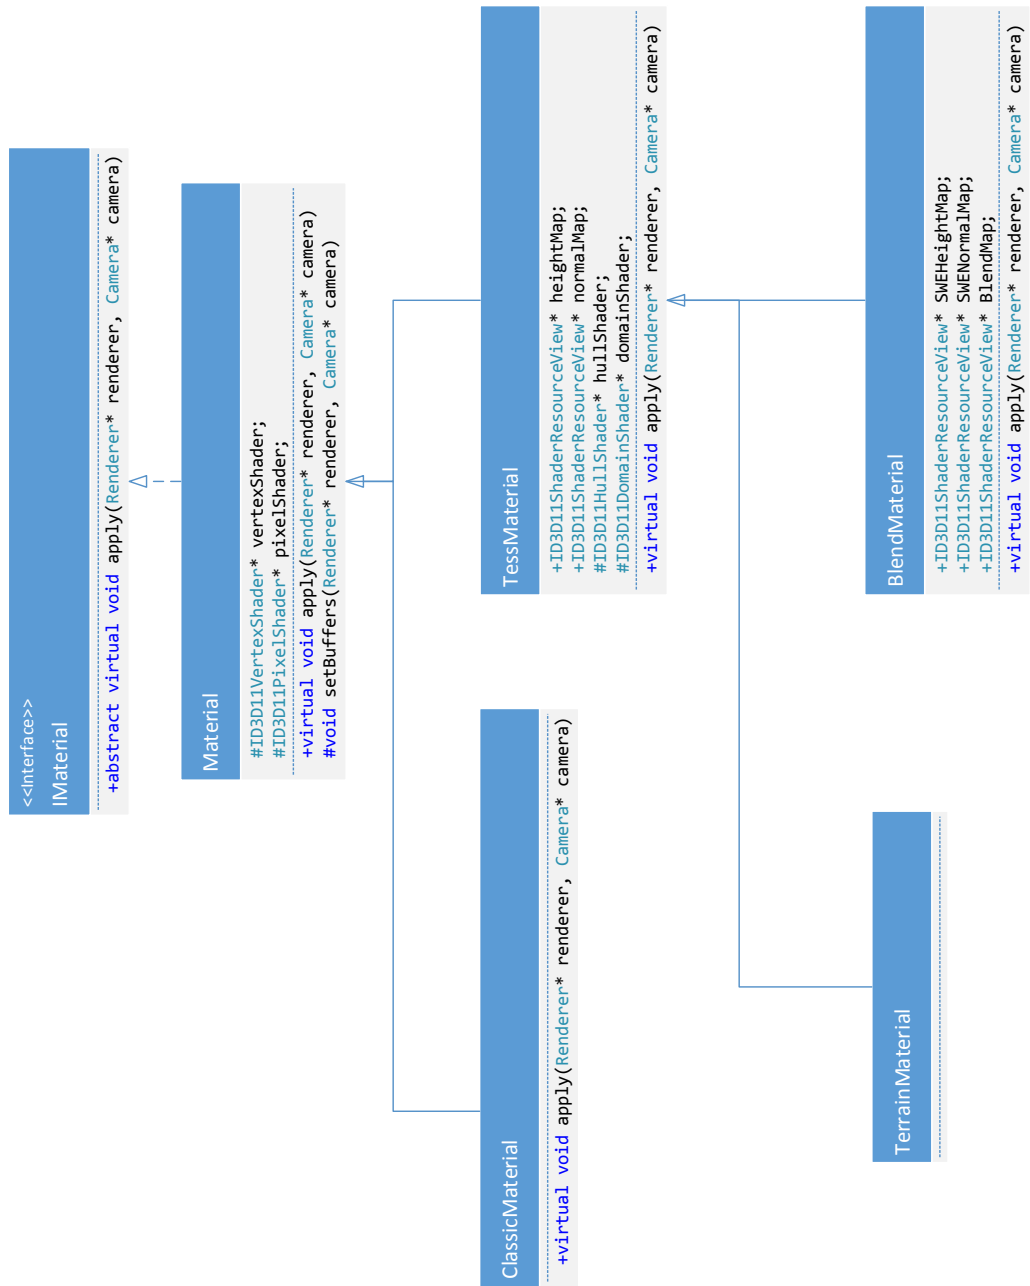 <<Interface>>
IMaterial
+abstract virtual void apply(Renderer* renderer, Camera* camera)
Material
#ID3D11VertexShader* vertexShader;
#ID3D11PixelShader* pixelShader;
+virtual void apply(Renderer* renderer, Camera* camera)
#void setBuffers(Renderer* renderer, Camera* camera)
ClassicMaterial
+virtual void apply(Renderer* renderer, Camera* camera)
TessMaterial
+ID3D11ShaderResourceView* heightMap;
+ID3D11ShaderResourceView* normalMap;
#ID3D11HullShader* hullShader;
#ID3D11DomainShader* domainShader;
+virtual void apply(Renderer* renderer, Camera* camera)
TerrainMaterial
BlendMaterial
+ID3D11ShaderResourceView* SWEHeightMap;
+ID3D11ShaderResourceView* SWENormalMap;
+ID3D11ShaderResourceView* BlendMap;
+virtual void apply(Renderer* renderer, Camera* camera)